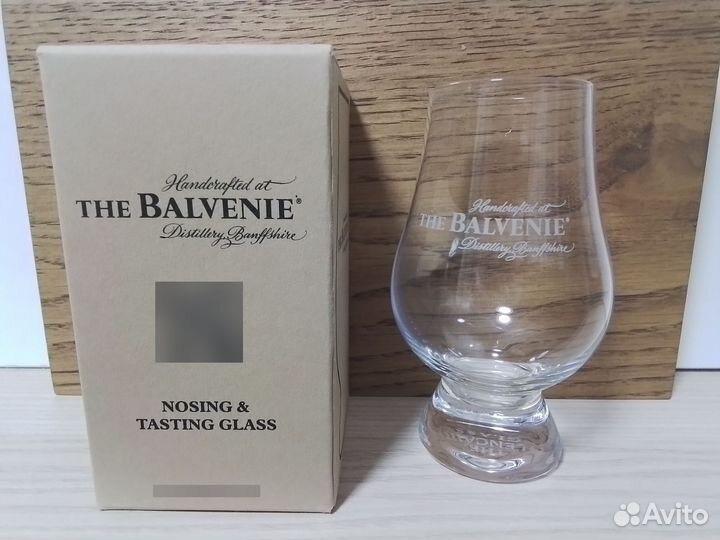 Handcrafted at
THE BALVENIE®
Distillery, Banffshire
NOSING &
TASTING GLASS
Handcrafted at
THE BALVENIE®
Distillery, Banffshire
Avito